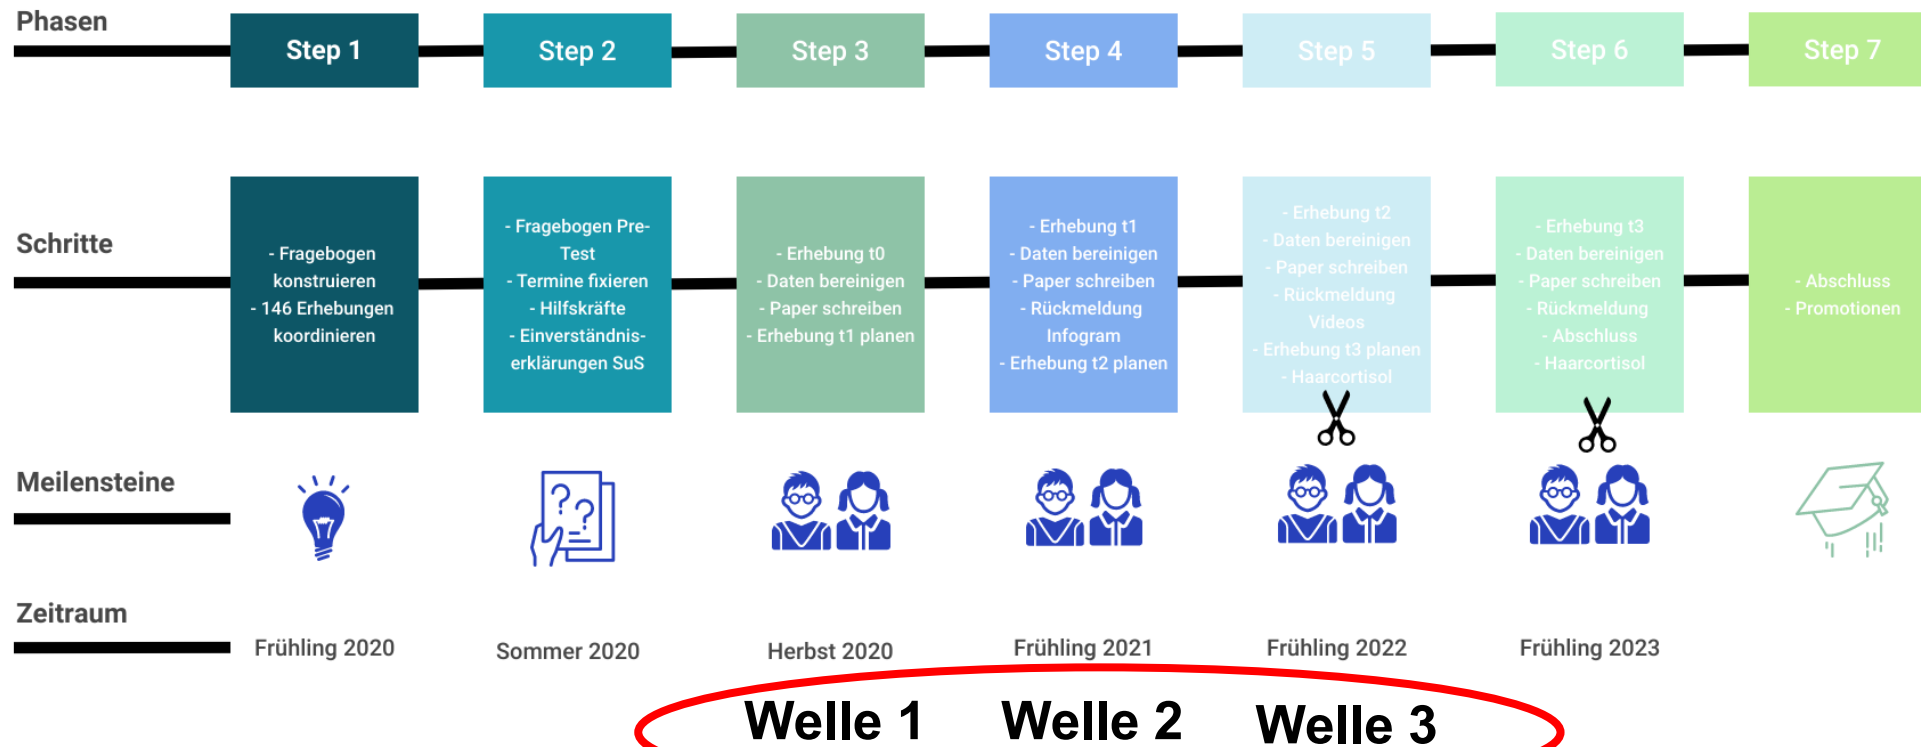 Phasen
Step 1
Step 2
Step 3
Step 4
Step 5
Step 6
Step 7
Schritte
- Fragebogen
konstruieren
- 146 Erhebungen
koordinieren
- Fragebogen Pre-
Test
- Termine fixieren
- Hilfskräfte
- Einverständnis-
erklärungen SuS
- Erhebung t0
- Daten bereinigen
- Paper schreiben
- Erhebung t1 planen
- Erhebung t1
- Daten bereinigen
- Paper schreiben
- Rückmeldung
Infogram
- Erhebung t2 planen
- Erhebung t2
- Daten bereinigen
- Paper schreiben
- Rückmeldung
Videos
- Erhebung t3 planen
- Haarcortisol
- Erhebung t3
- Daten bereinigen
- Paper schreiben
- Rückmeldung
- Abschluss
- Haarcortisol
- Abschluss
- Promotionen
Meilensteine
? ?
Zeitraum
Frühling 2020
Sommer 2020
Herbst 2020
Frühling 2021
Frühling 2022
Frühling 2023
Welle 1
Welle 2
Welle 3